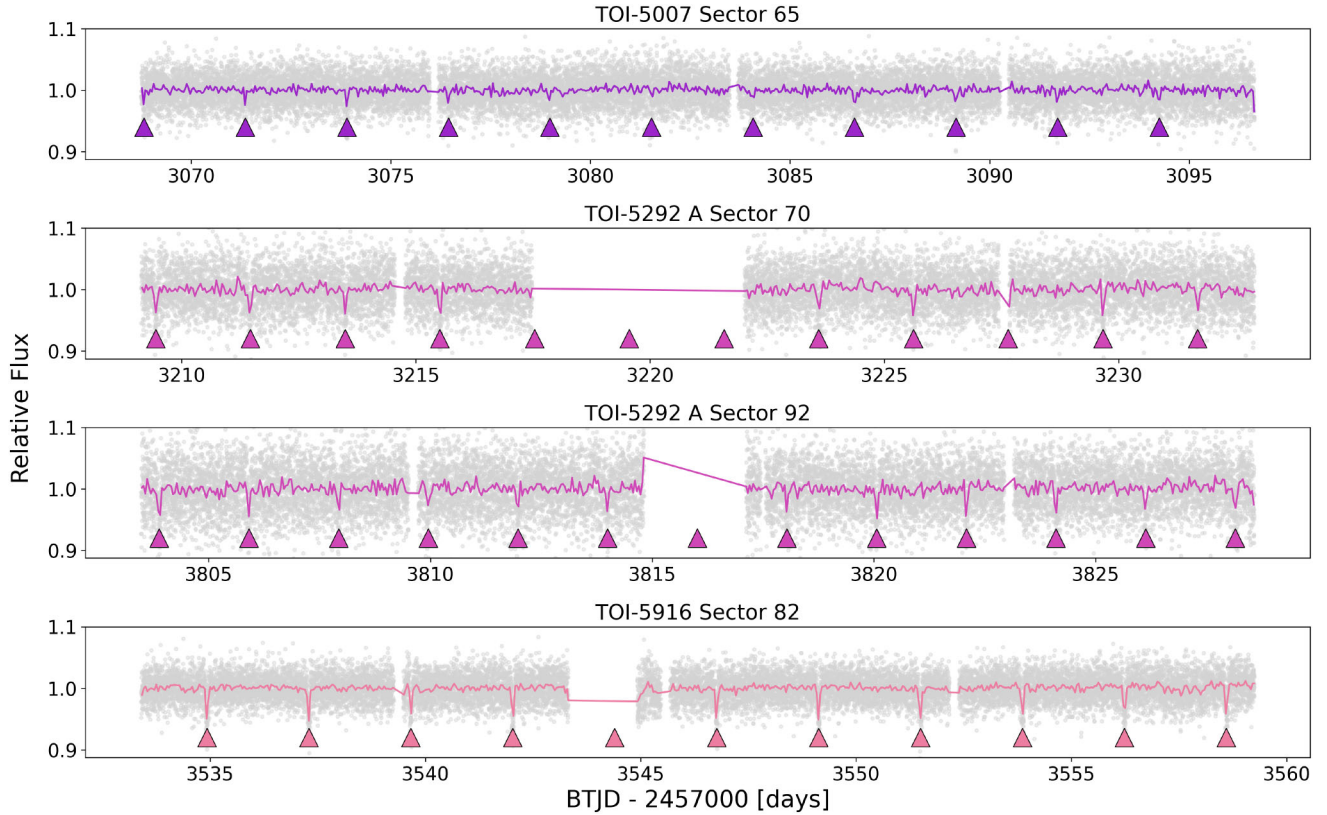 TOI-5007 Sector 65
1.1
1.0
0.9
3070 3075 3080 3085 3090 3095
TOI-5292 A Sector 70
1.1
1.0
0.9
3210 3215 3220 3225 3230
TOI-5292 A Sector 92
1.1
1.0
0.9
3805 3810 3815 3820 3825
TOI-5916 Sector 82
1.1
1.0
0.9
3535 3540 3545 3550 3555 3560
BTJD - 2457000 [days]
Relative Flux